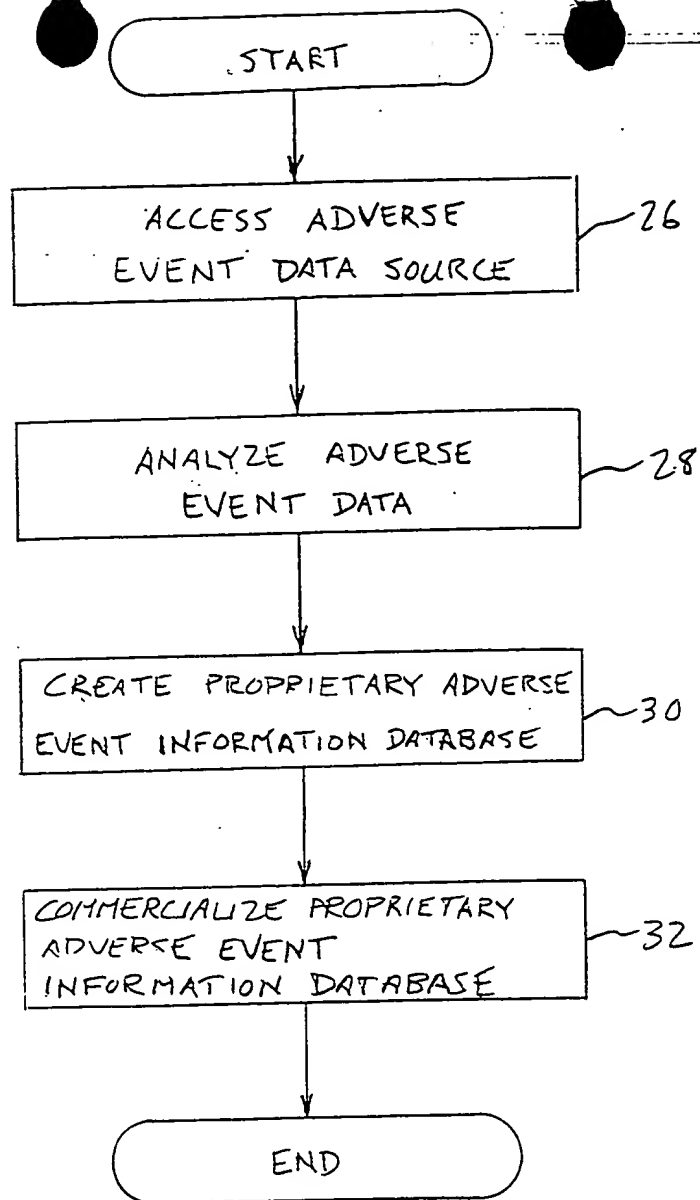 START
ACCESS ADVERSE
EVENT DATA SOURCE
26
ANALYZE ADVERSE
EVENT DATA
28
CREATE PROPRIETARY ADVERSE
EVENT INFORMATION DATABASE
30
COMMERCIALIZE PROPRIETARY
ADVERSE EVENT
INFORMATION DATABASE
32
END